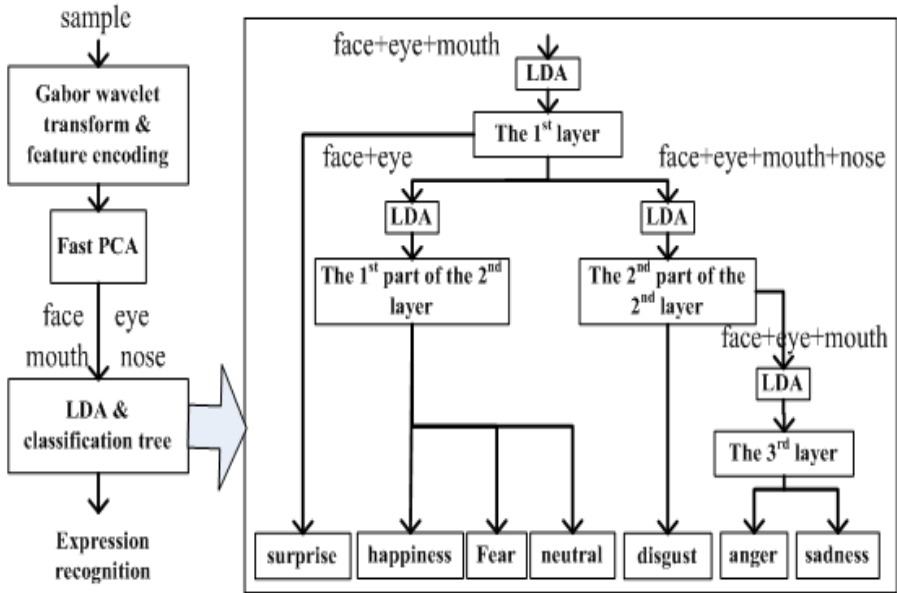 sample
Gabor wavelet
transform &
feature encoding
Fast PCA
face eye
mouth nose
LDA &
classification tree
Expression
recognition
face+eye+mouth
LDA
The 1st layer
face+eye
face+eye+mouth+nose
LDA
LDA
The 1st part of the 2nd
layer
The 2nd part of the
2nd layer
face+eye+mouth
LDA
The 3rd layer
surprise
happiness
Fear
neutral
disgust
anger
sadness